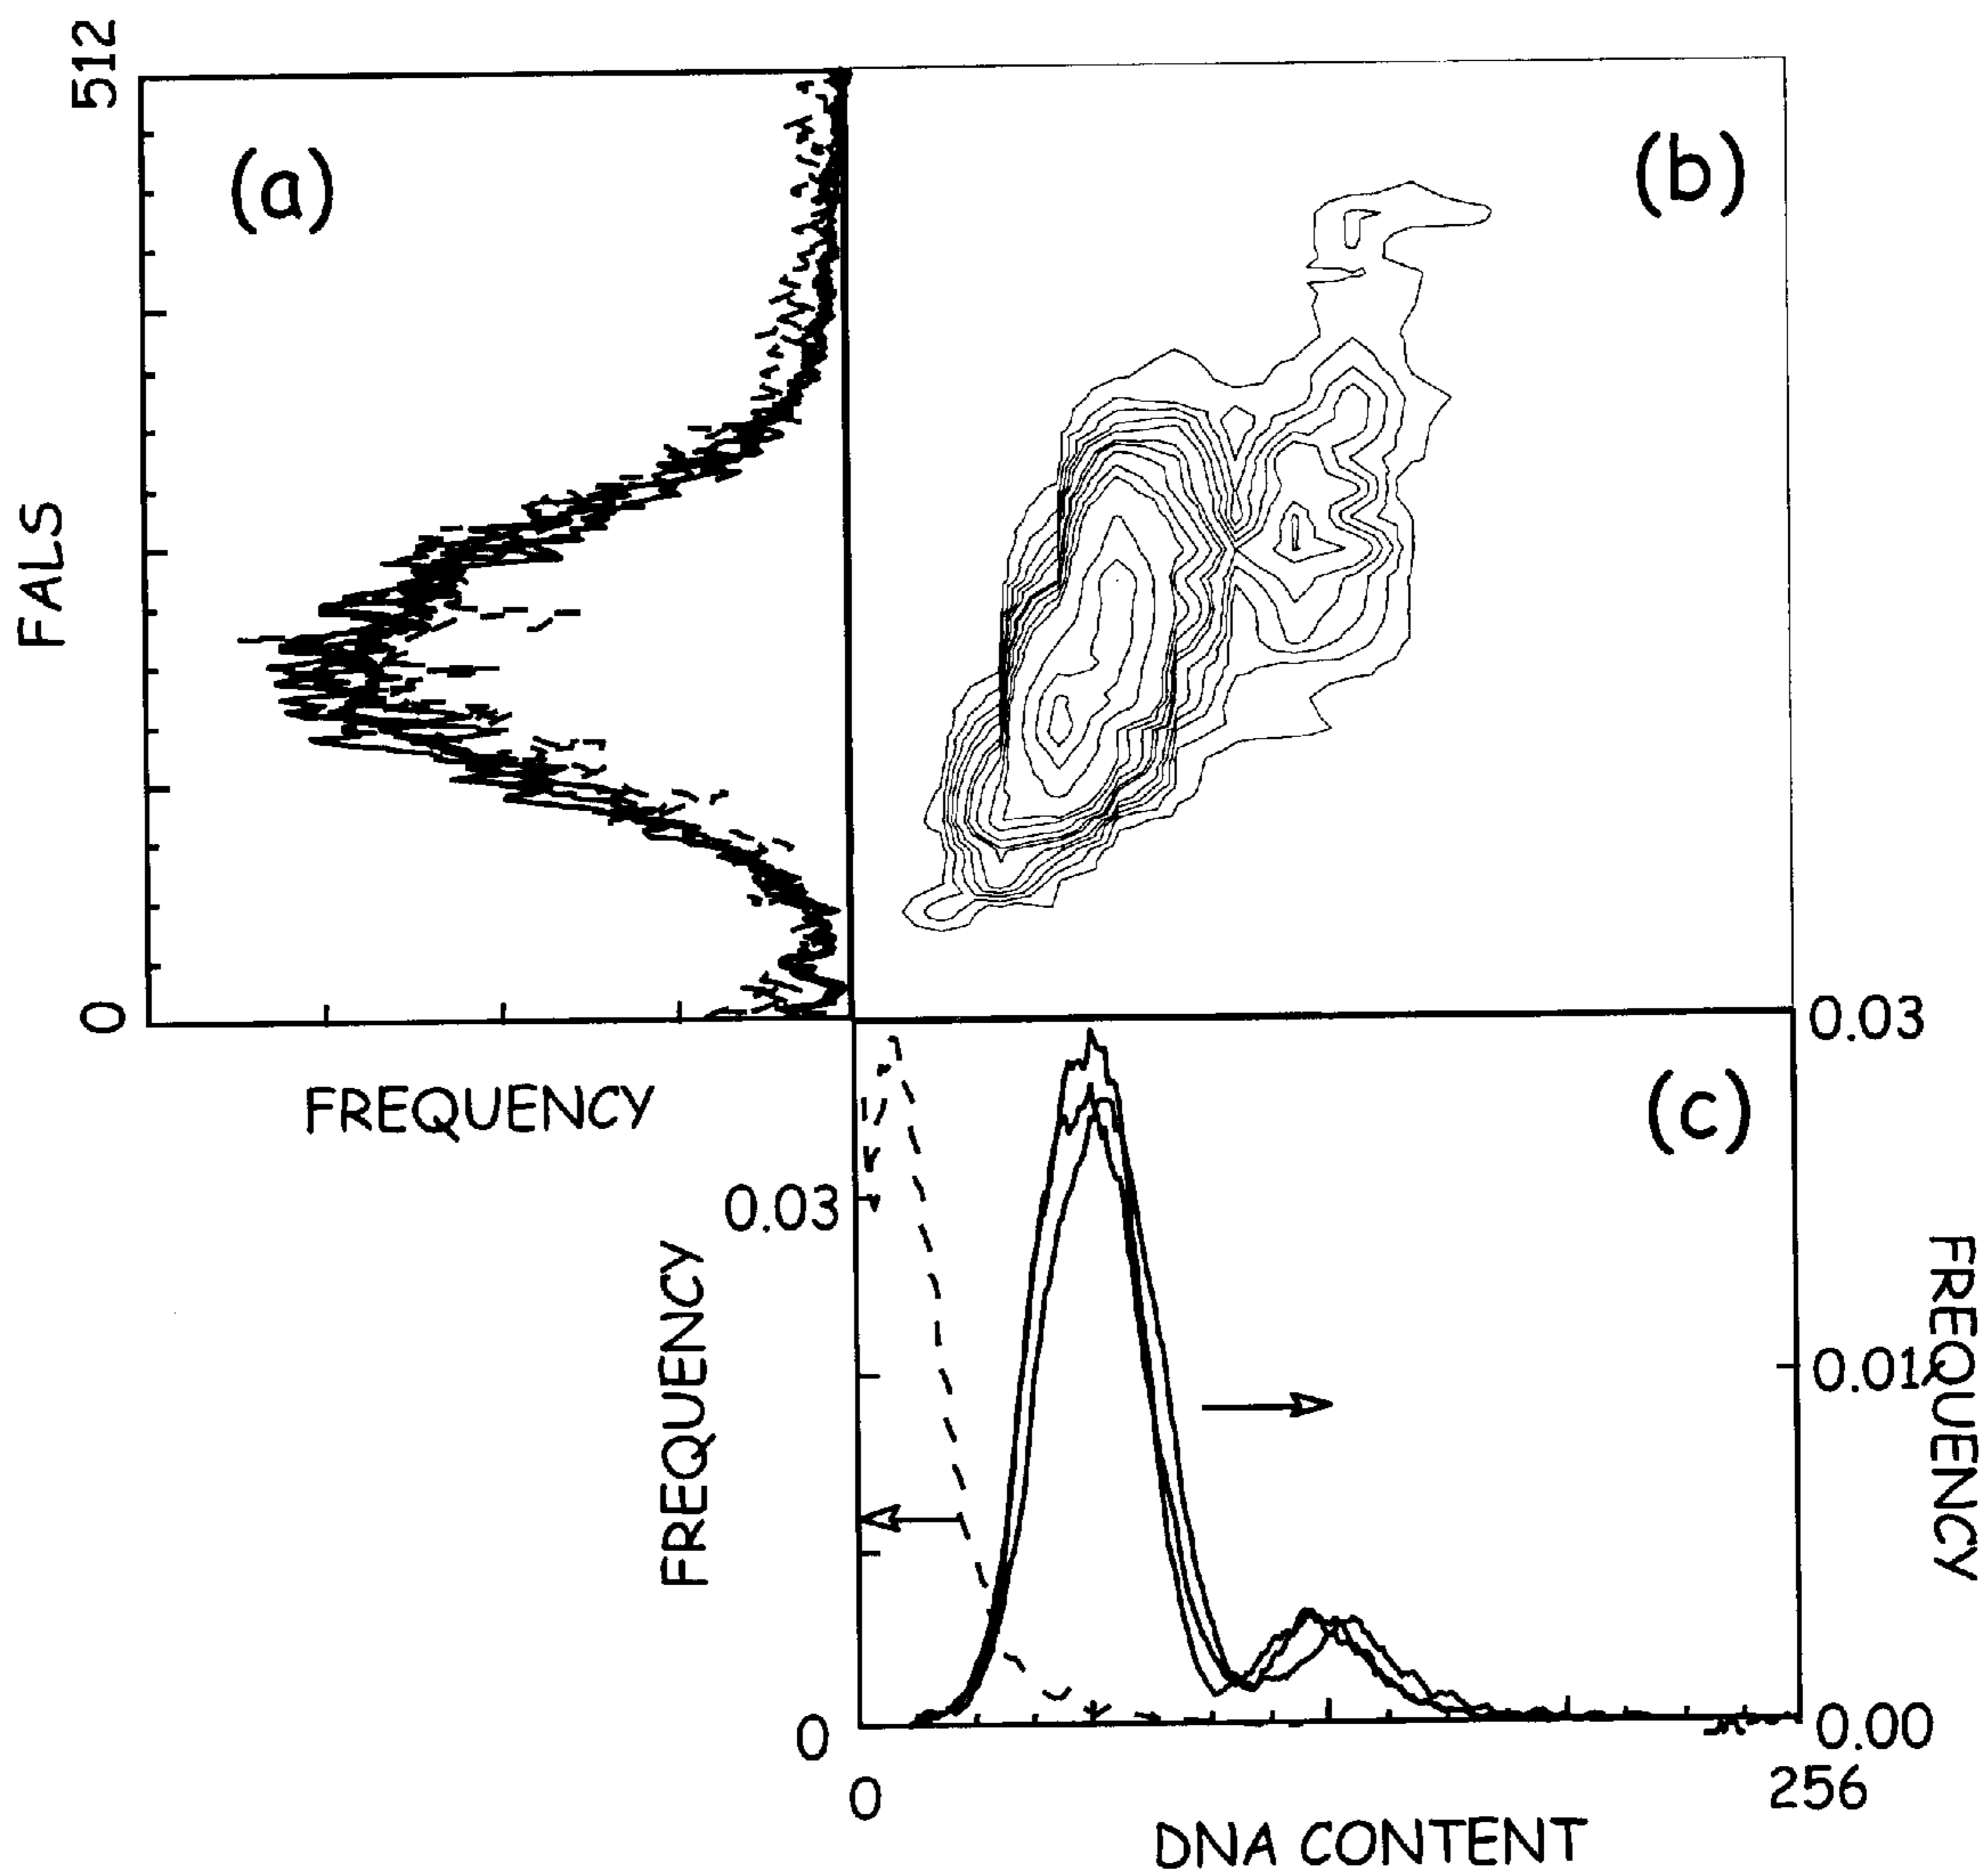 512
(a)
(b)
FALS
0
0.03
FREQUENCY
(c)
0.03
FREQUENCY
FREQUENCY
0.01
0
0.00
0
256
DNA CONTENT